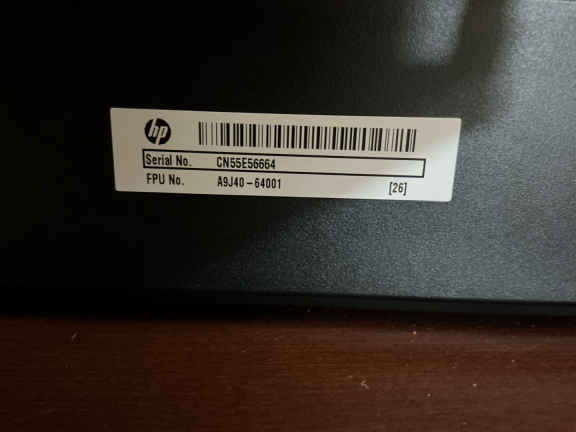 hp
Serial No. CN55E56664
FPU No. A9J40-64001 [26]